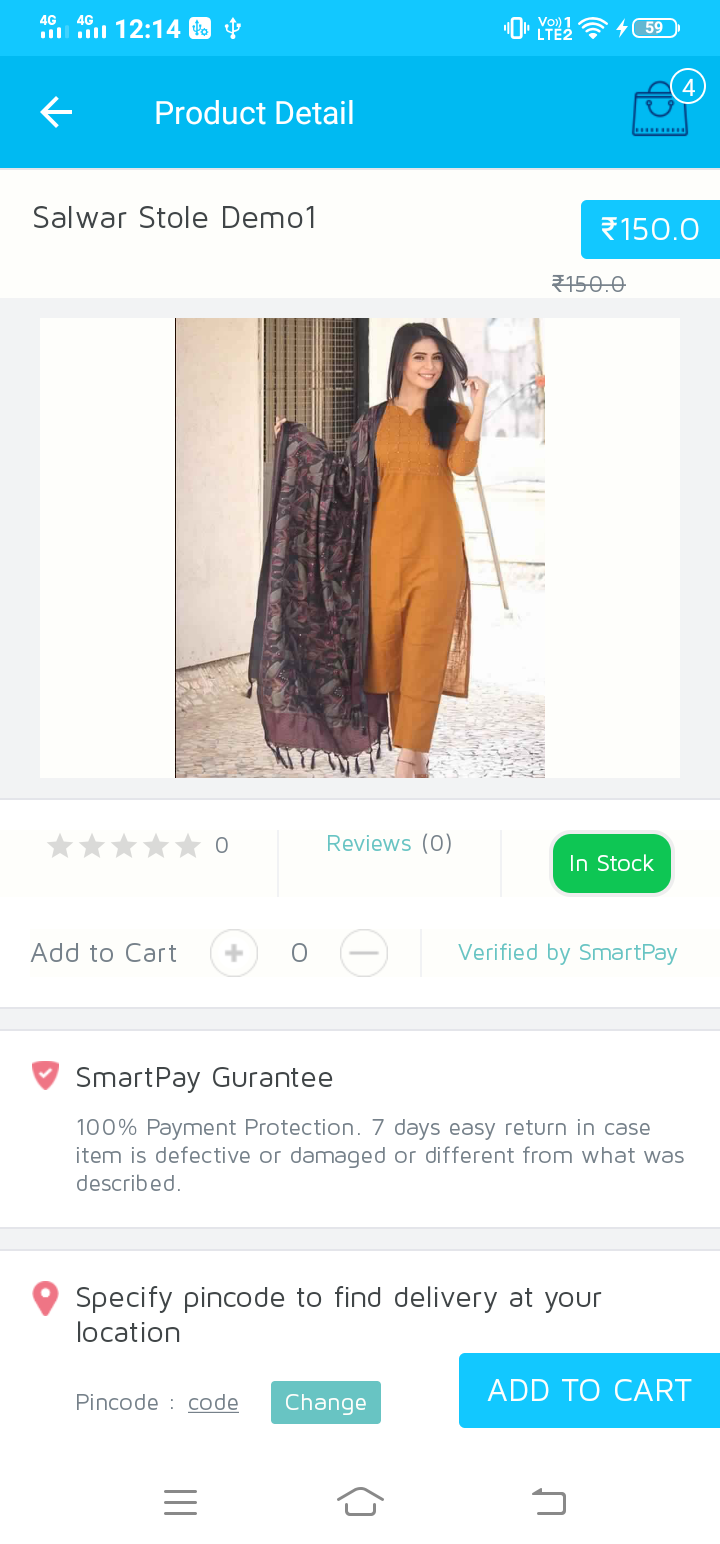 4G 4G 12:14 Vo)) 1 LTE2 59
Product Detail 4
Salwar Stole Demo1
₹150.0
₹150.0
0 Reviews (0) In Stock
Add to Cart 0 Verified by SmartPay
SmartPay Gurantee
100% Payment Protection. 7 days easy return in case
item is defective or damaged or different from what was
described.
Specify pincode to find delivery at your
location
Pincode : code Change
ADD TO CART